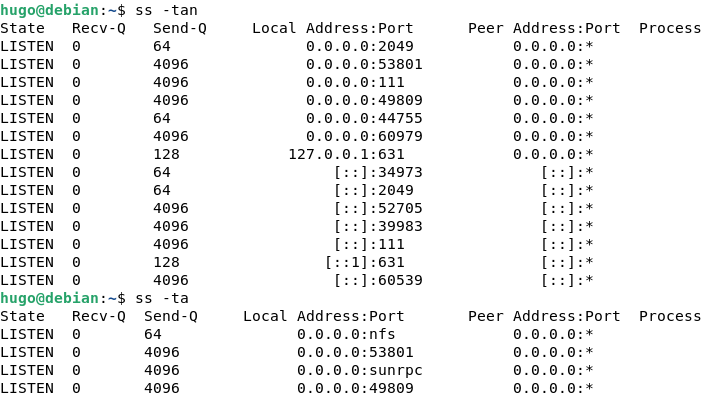 hugo@debian:~$ ss -tan
State   Recv-Q   Send-Q     Local Address:Port      Peer Address:Port  Process
LISTEN  0        64               0.0.0.0:2049           0.0.0.0:*
LISTEN  0        4096             0.0.0.0:53801          0.0.0.0:*
LISTEN  0        4096             0.0.0.0:111            0.0.0.0:*
LISTEN  0        4096             0.0.0.0:49809          0.0.0.0:*
LISTEN  0        64               0.0.0.0:44755          0.0.0.0:*
LISTEN  0        4096             0.0.0.0:60979          0.0.0.0:*
LISTEN  0        128            127.0.0.1:631            0.0.0.0:*
LISTEN  0        64                  [::]:34973             [::]:*
LISTEN  0        64                  [::]:2049              [::]:*
LISTEN  0        4096                [::]:52705             [::]:*
LISTEN  0        4096                [::]:39983             [::]:*
LISTEN  0        4096                [::]:111               [::]:*
LISTEN  0        128                [::1]:631               [::]:*
LISTEN  0        4096                [::]:60539             [::]:*
hugo@debian:~$ ss -ta
State   Recv-Q  Send-Q     Local Address:Port       Peer Address:Port  Process
LISTEN  0       64               0.0.0.0:nfs             0.0.0.0:*
LISTEN  0       4096             0.0.0.0:53801           0.0.0.0:*
LISTEN  0       4096             0.0.0.0:sunrpc          0.0.0.0:*
LISTEN  0       4096             0.0.0.0:49809           0.0.0.0:*